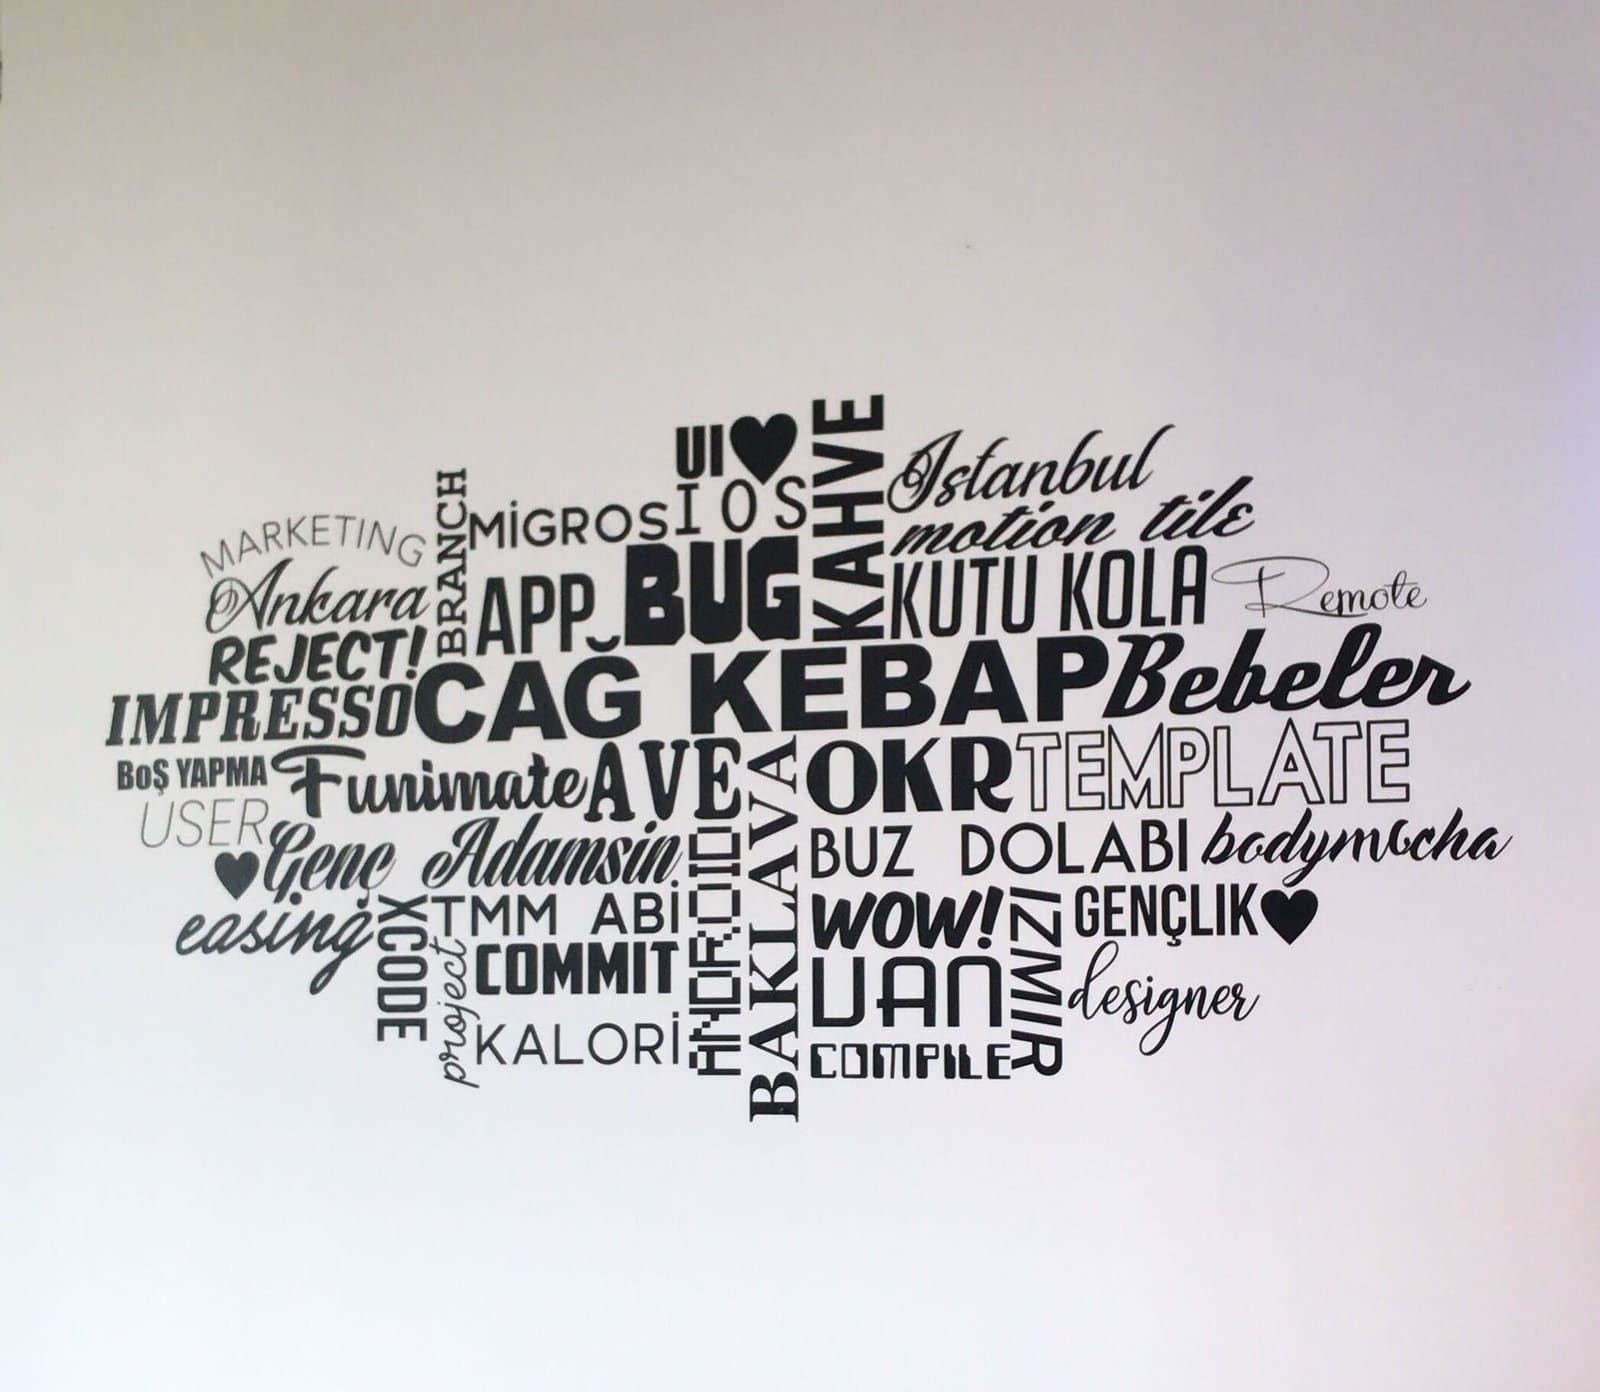 UI
KAHVE
Istanbul
BRANCH
MİGROS
IOS
motion tile
MARKETING
Ankara
APP
BUG
KUTU KOLA
Remote
REJECT!
IMPRESSO
CAĞ KEBAP
Bebeler
BOŞ YAPMA
Funimate
AVE
BAKLAVA
OKR
TEMPLATE
USER
Genç Adamsin
ANDROID
BUZ DOLABI
bodymocha
easing
XCODE
TMM ABİ
WOW!
IZMIR
GENÇLIK
project
COMMIT
VAN
designer
KALORİ
COMPILE